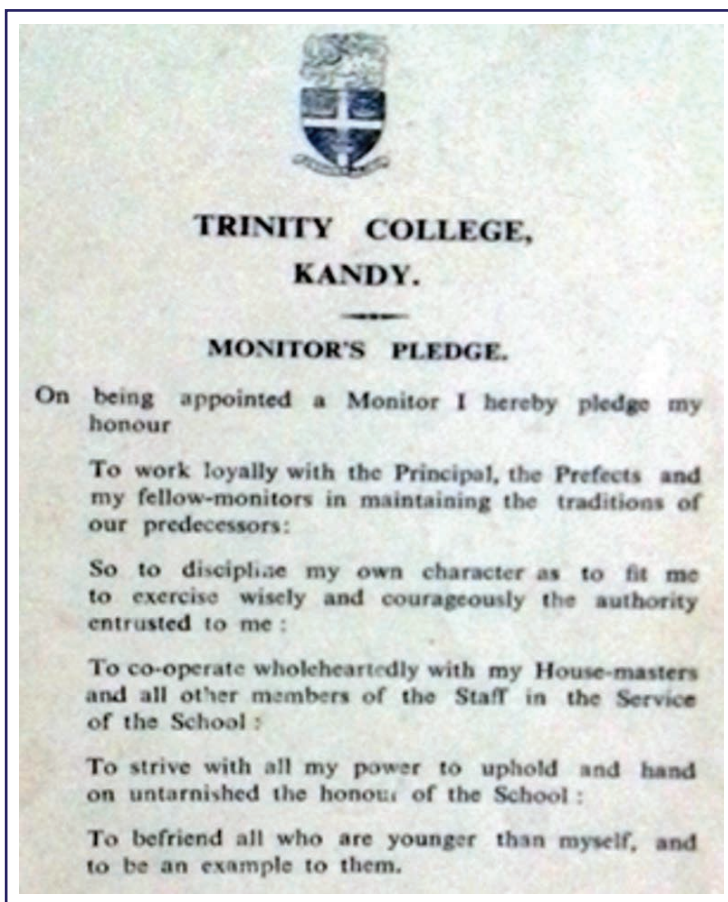 TRINITY COLLEGE,
KANDY.
MONITOR'S PLEDGE.
On being appointed a Monitor I hereby pledge my
honour
To work loyally with the Principal, the Prefects and
my fellow-monitors in maintaining the traditions of
our predecessors:
So to discipline my own character as to fit me
to exercise wisely and courageously the authority
entrusted to me :
To co-operate wholeheartedly with my House-masters
and all other members of the Staff in the Service
of the School :
To strive with all my power to uphold and hand
on untarnished the honour of the School :
To befriend all who are younger than myself, and
to be an example to them.